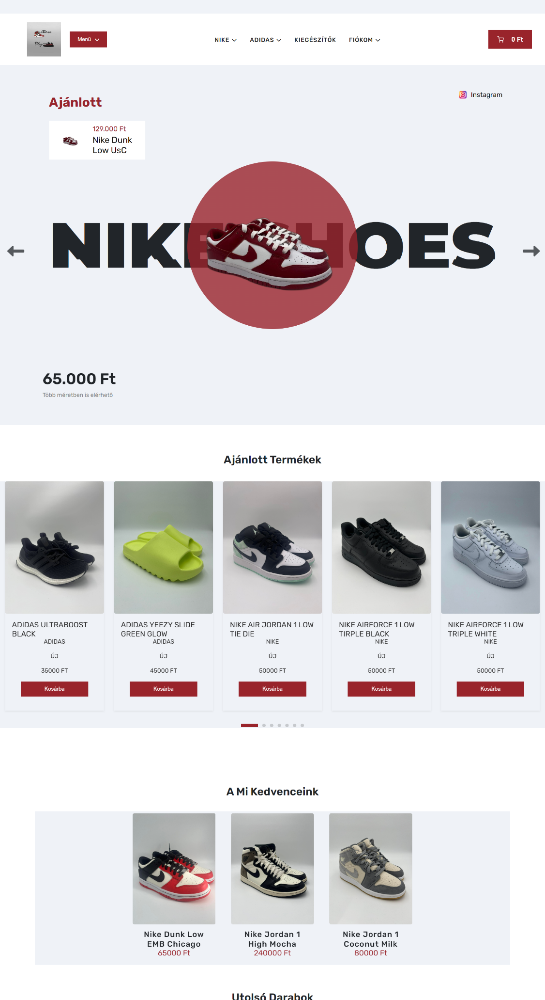 Menü
NIKE
ADIDAS
KIEGÉSZÍTŐK
FIÓKOM
0 Ft
Ajánlott
Instagram
129.000 Ft
Nike Dunk
Low UsC
NIKE SHOES
65.000 Ft
Több méretben is elérhető
Ajánlott Termékek
ADIDAS ULTRABOOST
BLACK
ADIDAS
ÚJ
35000 FT
Kosárba
ADIDAS YEEZY SLIDE
GREEN GLOW
ADIDAS
ÚJ
45000 FT
Kosárba
NIKE AIR JORDAN 1 LOW
TIE DIE
NIKE
ÚJ
50000 FT
Kosárba
NIKE AIRFORCE 1 LOW
TIRPLE BLACK
NIKE
ÚJ
50000 FT
Kosárba
NIKE AIRFORCE 1 LOW
TRIPLE WHITE
NIKE
ÚJ
50000 FT
Kosárba
A Mi Kedvenceink
Nike Dunk Low
EMB Chicago
65000 Ft
Nike Jordan 1
High Mocha
240000 Ft
Nike Jordan 1
Coconut Milk
80000 Ft
Utolsó Darabok